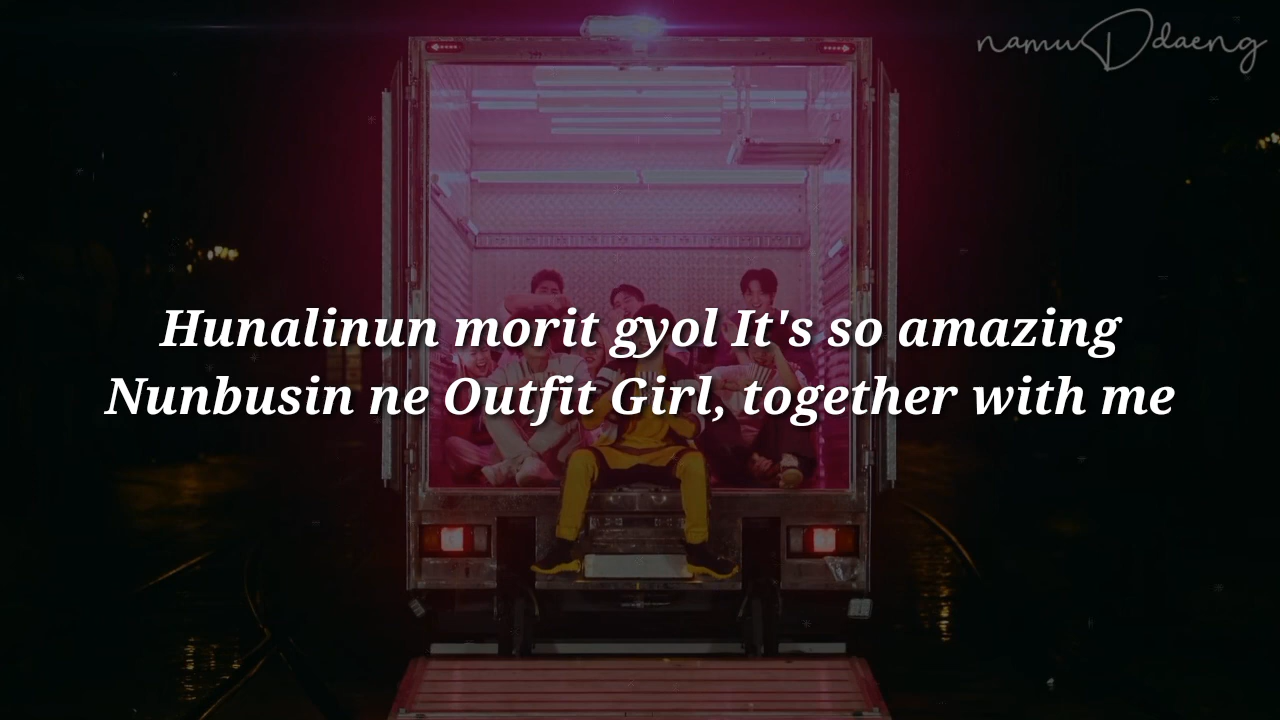 namuDdaeng
Hunalinun morit gyol It's so amazing
Nunbusin ne Outfit Girl, together with me